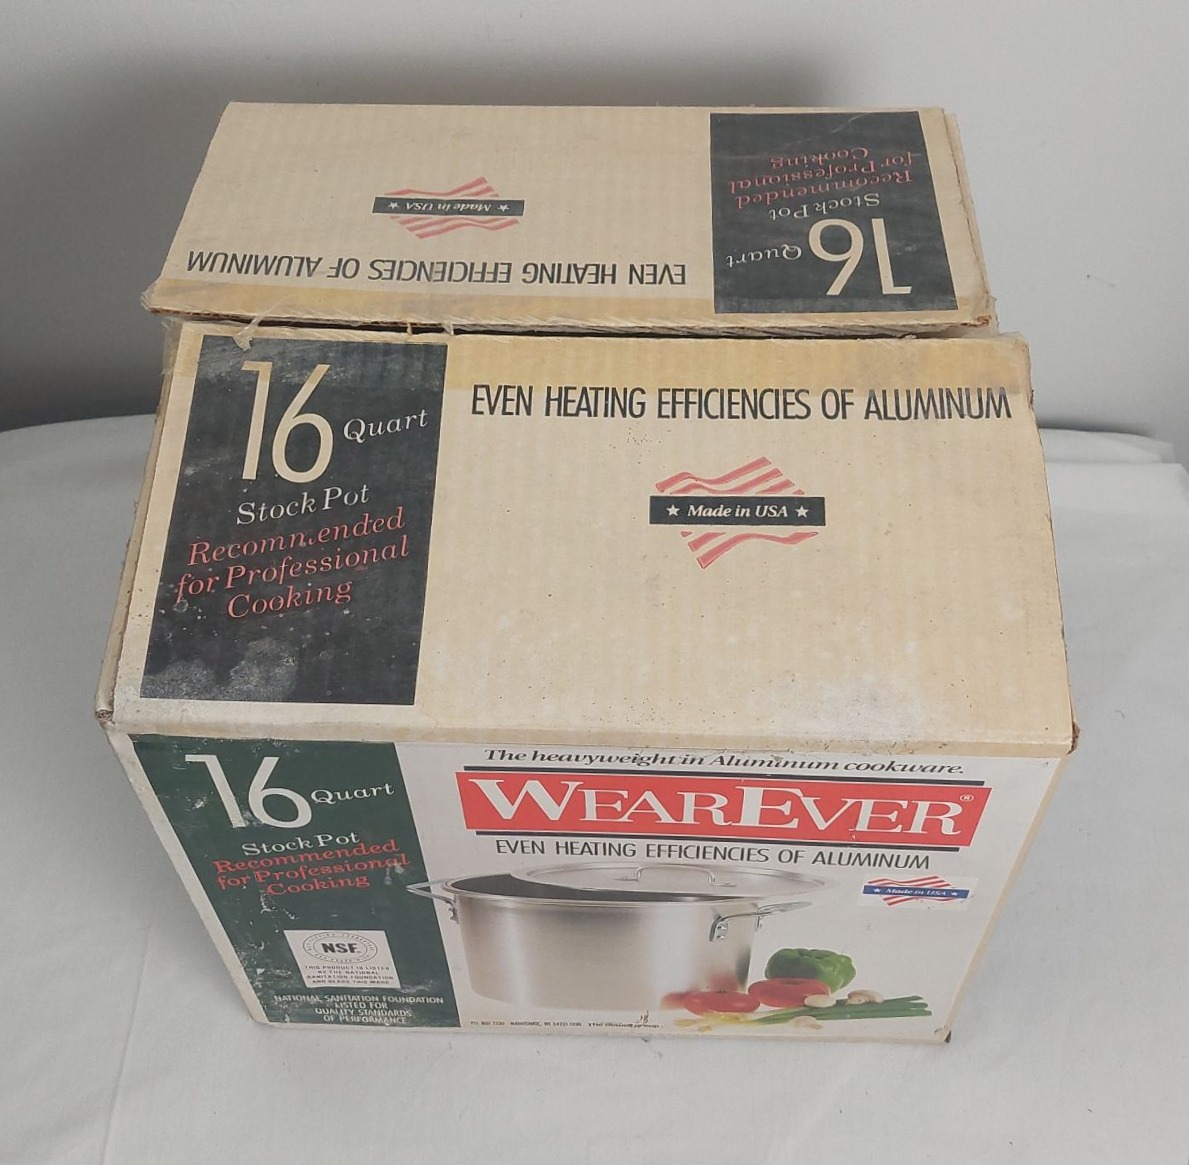 16 Quart
Stock Pot
Recommended
for Professional
Cooking
Made in USA
EVEN HEATING EFFICIENCIES OF ALUMINUM
16 Quart
Stock Pot
Recommended
for Professional
Cooking
EVEN HEATING EFFICIENCIES OF ALUMINUM
Made in USA
16 Quart
Stock Pot
Recommended
for Professional
Cooking
NSF.
THIS PRODUCT IS LISTED
BY THE NATIONAL
SANITATION FOUNDATION
AND BEARS THIS MARK
NATIONAL SANITATION FOUNDATION
LISTED FOR
QUALITY STANDARDS
OF PERFORMANCE
The heavyweight in Aluminum cookware.
WEAREVER®
EVEN HEATING EFFICIENCIES OF ALUMINUM
Made in USA